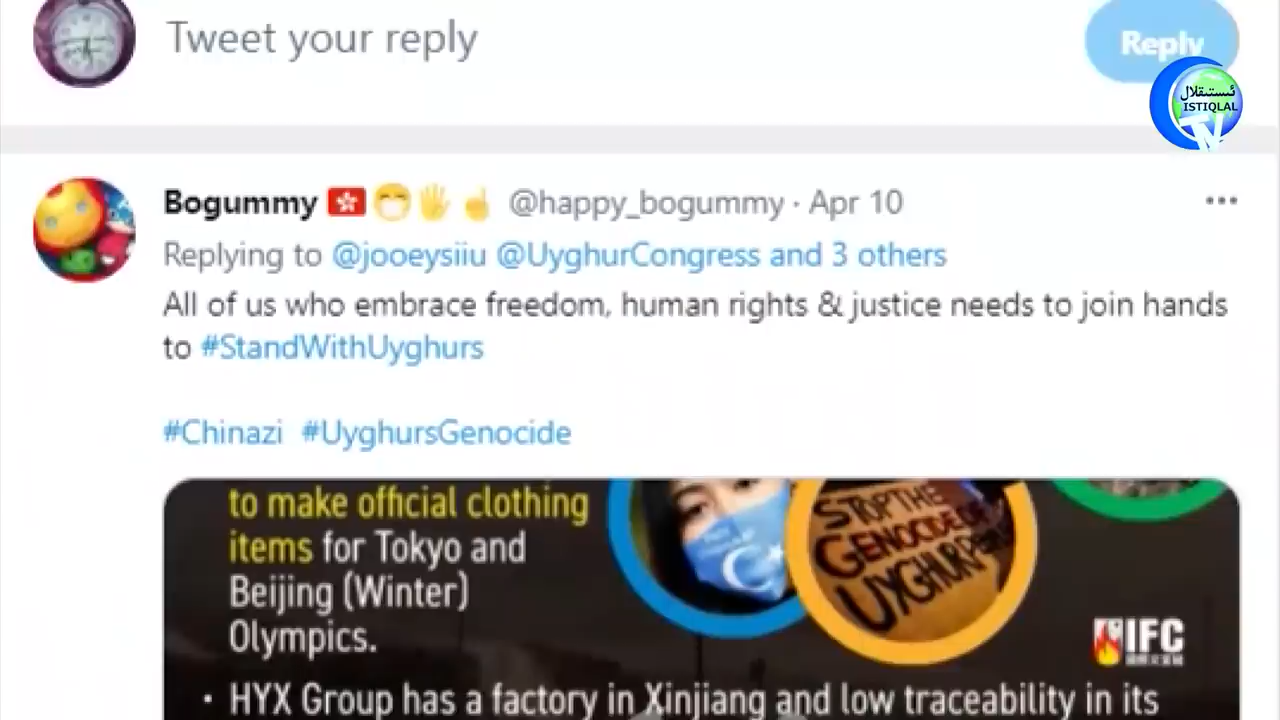 Tweet your reply
Reply
ئىستىقلال
ISTIQLAL
TV
Bogummy 🇭🇰😷🖐☝ @happy_bogummy · Apr 10
Replying to @jooeysiiu @UyghurCongress and 3 others
All of us who embrace freedom, human rights & justice needs to join hands
to #StandWithUyghurs
#Chinazi #UyghursGenocide
to make official clothing
items for Tokyo and
Beijing (Winter)
Olympics.
STOP THE
GENOCIDE OF
UYGHUR
IFC
• HYX Group has a factory in Xinjiang and low traceability in its